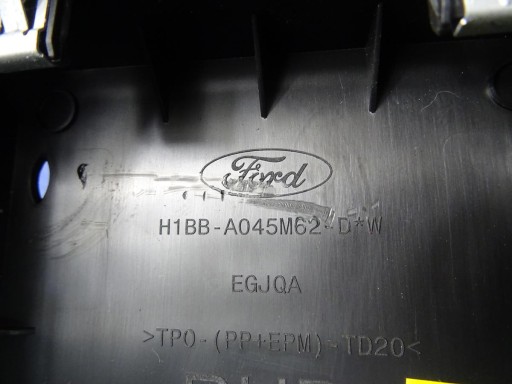 Ford
H1BB-A045M62-D*W
EGJQA
>TPO-(PP+EPM)-TD20<